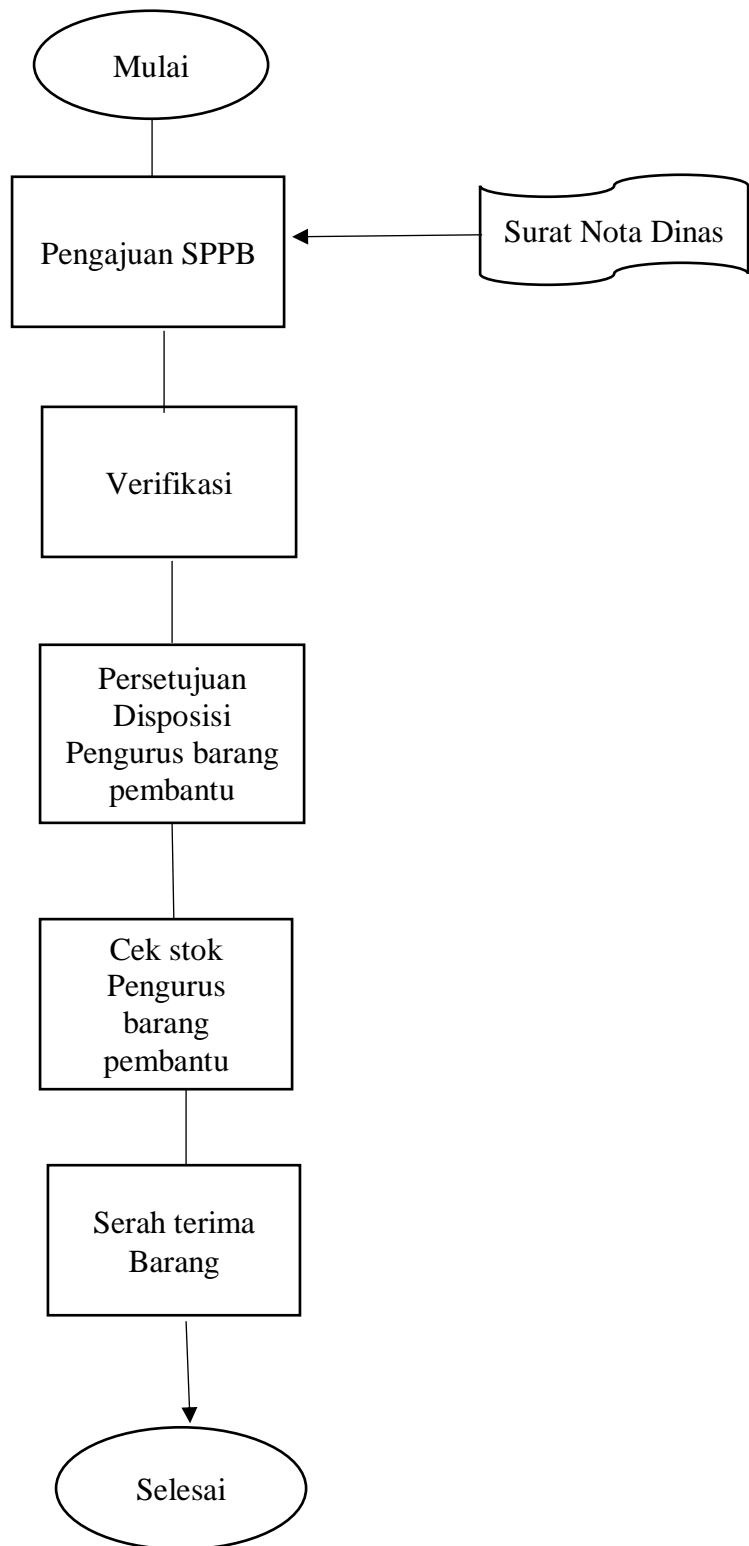 Mulai
Pengajuan SPPB
Surat Nota Dinas
Verifikasi
Persetujuan
Disposisi
Pengurus barang
pembantu
Cek stok
Pengurus
barang
pembantu
Serah terima
Barang
Selesai